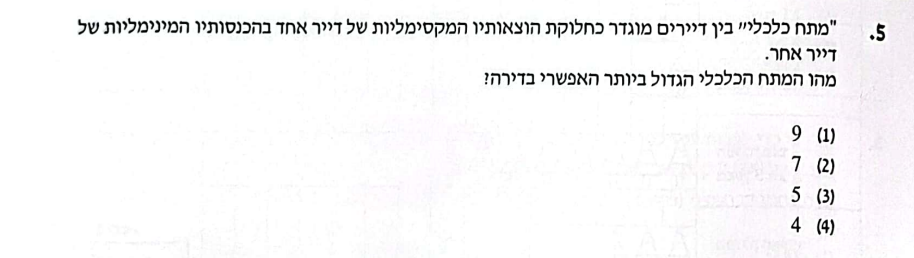 5. "מתח כלכלי" בין דיירים מוגדר כחלוקת הוצאותיו המקסימליות של דייר אחד בהכנסותיו המינימליות של
דייר אחר.
מהו המתח הכלכלי הגדול ביותר האפשרי בדירה?
(1) 9
(2) 7
(3) 5
(4) 4